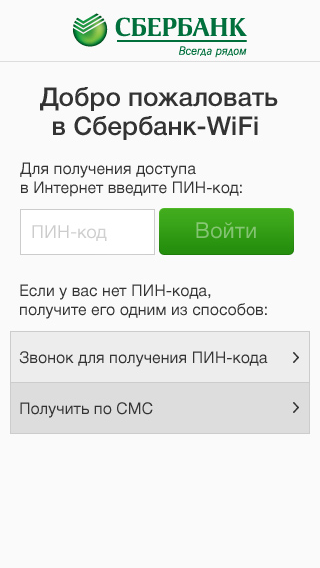 СБЕРБАНК
Всегда рядом
Добро пожаловать
в Сбербанк-WiFi
Для получения доступа
в Интернет введите ПИН-код:
ПИН-код
Войти
Если у вас нет ПИН-кода,
получите его одним из способов:
Звонок для получения ПИН-кода
Получить по СМС